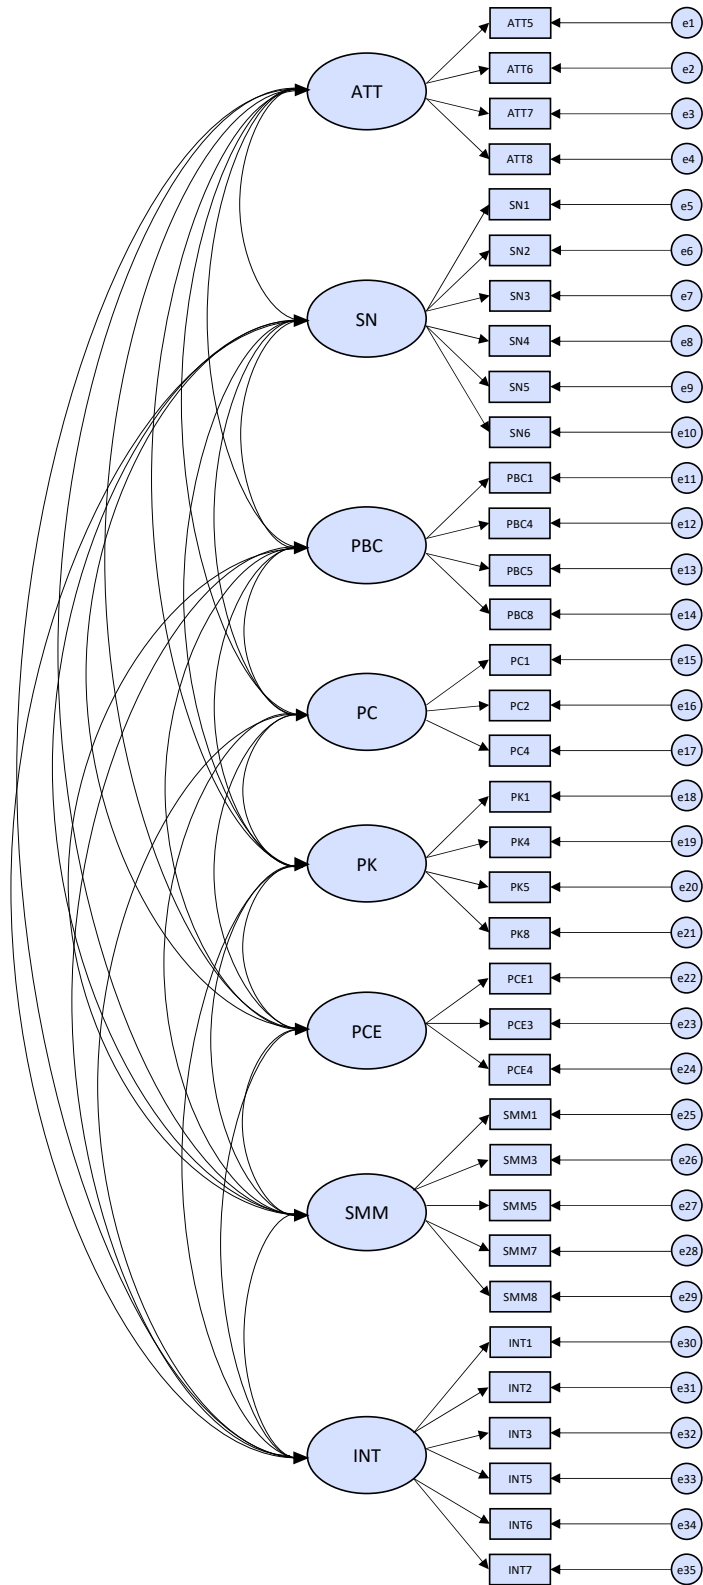 ATT5 e1
ATT6 e2
ATT
ATT7 e3
ATT8 e4
SN1 e5
SN2 e6
SN3 e7
SN
SN4 e8
SN5 e9
SN6 e10
PBC1 e11
PBC4 e12
PBC
PBC5 e13
PBC8 e14
PC1 e15
PC2 e16
PC
PC4 e17
PK1 e18
PK4 e19
PK
PK5 e20
PK8 e21
PCE1 e22
PCE3 e23
PCE
PCE4 e24
SMM1 e25
SMM3 e26
SMM5 e27
SMM
SMM7 e28
SMM8 e29
INT1 e30
INT2 e31
INT3 e32
INT
INT5 e33
INT6 e34
INT7 e35